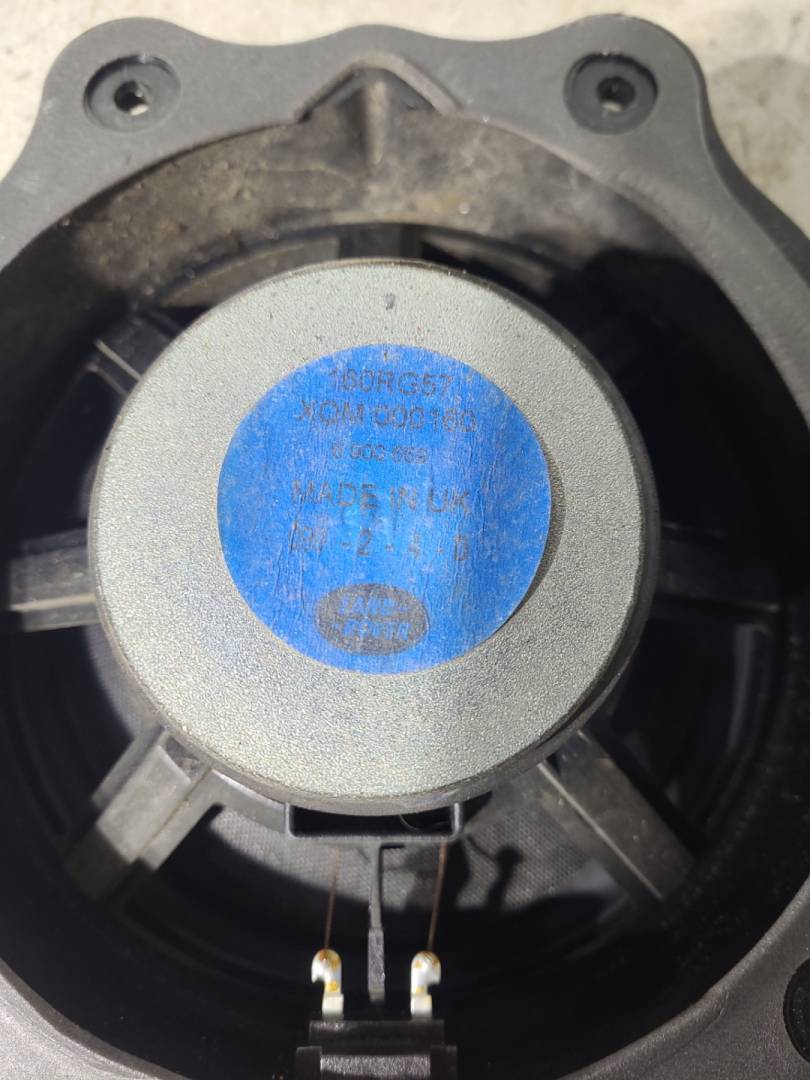 160RG57
XQM 000160
MADE IN UK
LAND-
-ROVER